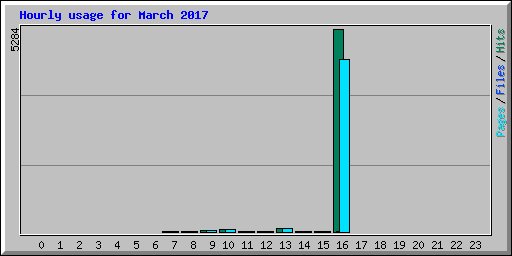 Hourly usage for March 2017
5284
Pages/Files/Hits
0 1 2 3 4 5 6 7 8 9 10 11 12 13 14 15 16 17 18 19 20 21 22 23